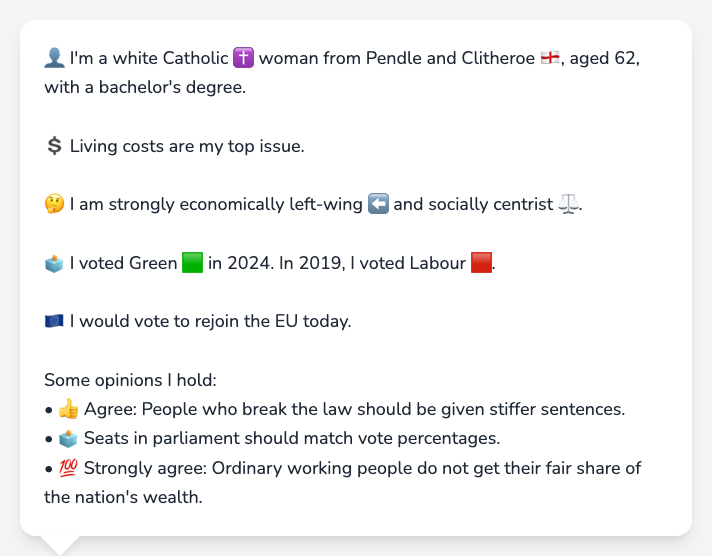 👤 I'm a white Catholic ✝️ woman from Pendle and Clitheroe 🏴󠁧󠁢󠁥󠁮󠁧󠁿, aged 62,
with a bachelor's degree.
💲 Living costs are my top issue.
🤔 I am strongly economically left-wing ⬅️ and socially centrist ⚖️.
🗳️ I voted Green 🟩 in 2024. In 2019, I voted Labour 🟥.
🇪🇺 I would vote to rejoin the EU today.
Some opinions I hold:
• 👍 Agree: People who break the law should be given stiffer sentences.
• 🗳️ Seats in parliament should match vote percentages.
• 💯 Strongly agree: Ordinary working people do not get their fair share of
the nation's wealth.